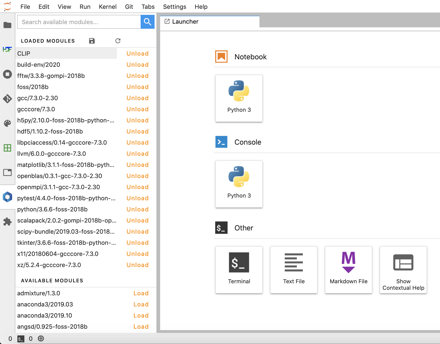 File Edit View Run Kernel Git Tabs Settings Help
Search available modules...
Launcher
LOADED MODULES
CLIP Unload
build-env/2020 Unload
fftw/3.3.8-gompi-2018b Unload
foss/2018b Unload
gcc/7.3.0-2.30 Unload
gcccore/7.3.0 Unload
h5py/2.10.0-foss-2018b-python-... Unload
hdf5/1.10.2-foss-2018b Unload
libpciaccess/0.14-gcccore-7.3.0 Unload
llvm/6.0.0-gcccore-7.3.0 Unload
matplotlib/3.1.1-foss-2018b-pyth... Unload
openblas/0.3.1-gcc-7.3.0-2.30 Unload
openmpi/3.1.1-gcc-7.3.0-2.30 Unload
pytest/4.4.0-foss-2018b-python-... Unload
python/3.6.6-foss-2018b Unload
scalapack/2.0.2-gompi-2018b-op... Unload
scipy-bundle/2019.03-foss-2018b... Unload
tkinter/3.6.6-foss-2018b-python-... Unload
x11/20180604-gcccore-7.3.0 Unload
xz/5.2.4-gcccore-7.3.0 Unload
AVAILABLE MODULES
admixture/1.3.0 Load
anaconda3/2019.03 Load
anaconda3/2019.10 Load
angsd/0.925-foss-2018b Load
Notebook
Python 3
Console
Python 3
Other
$_
M
Terminal
Text File
Markdown File
Show
Contextual Help
0 $_ 0